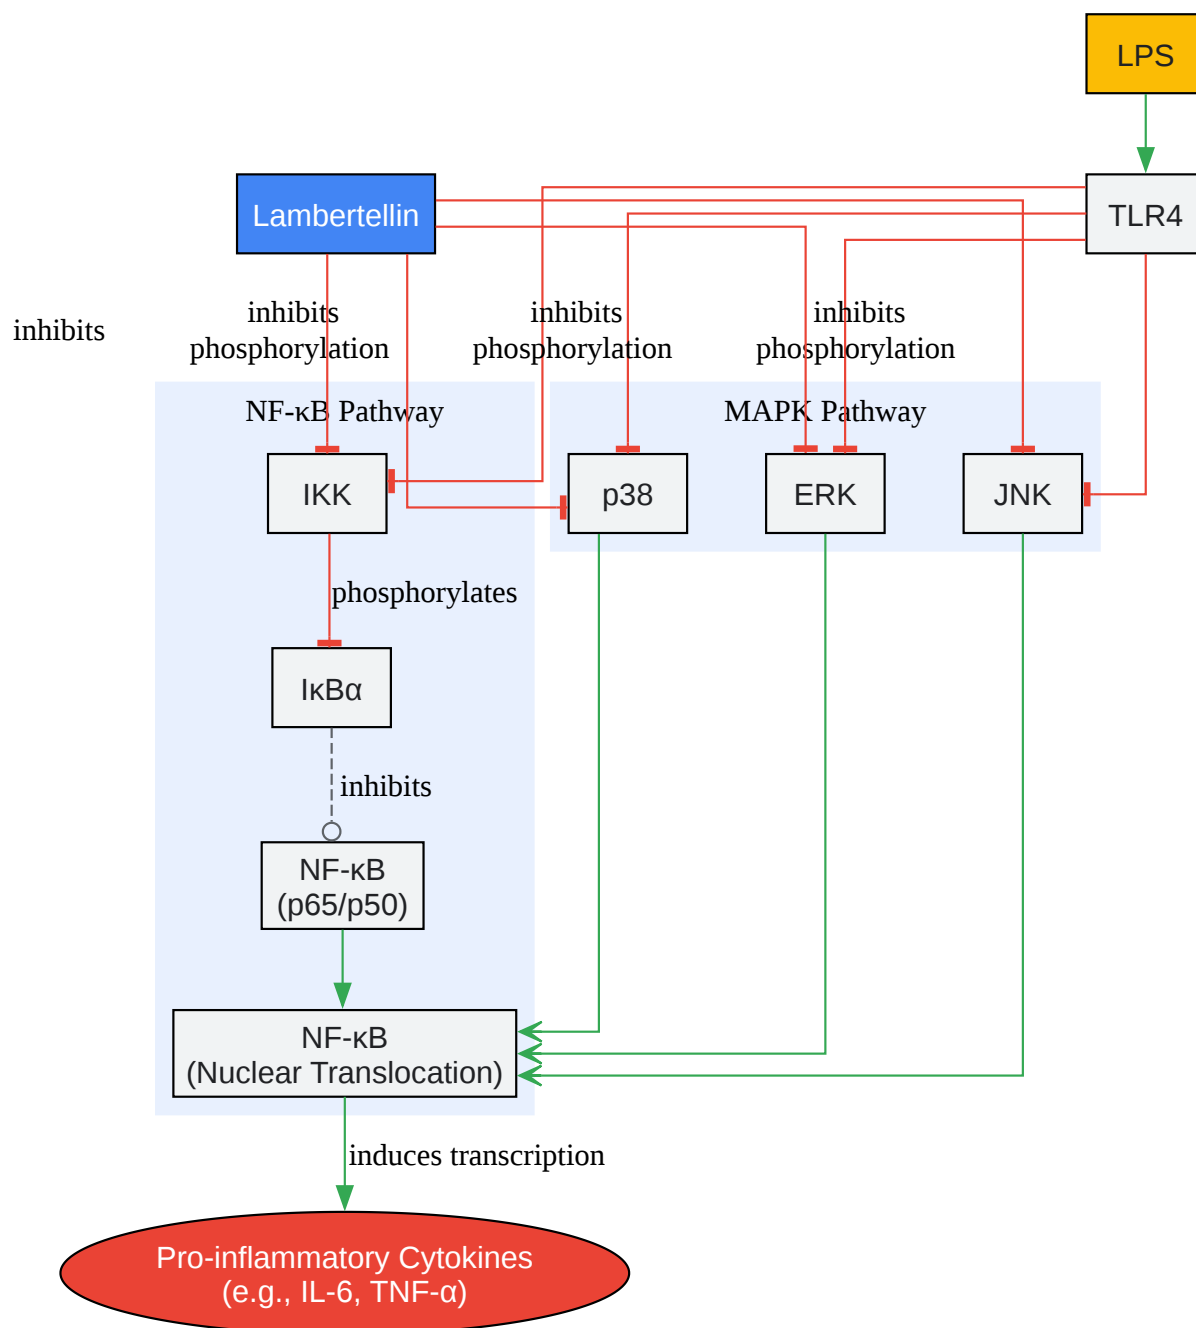 LPS
Lambertellin
TLR4
inhibits
inhibits
phosphorylation
inhibits
phosphorylation
inhibits
phosphorylation
NF-κB Pathway
MAPK Pathway
IKK
p38
ERK
JNK
phosphorylates
IκBα
inhibits
NF-κB
(p65/p50)
NF-κB
(Nuclear Translocation)
induces transcription
Pro-inflammatory Cytokines
(e.g., IL-6, TNF-α)